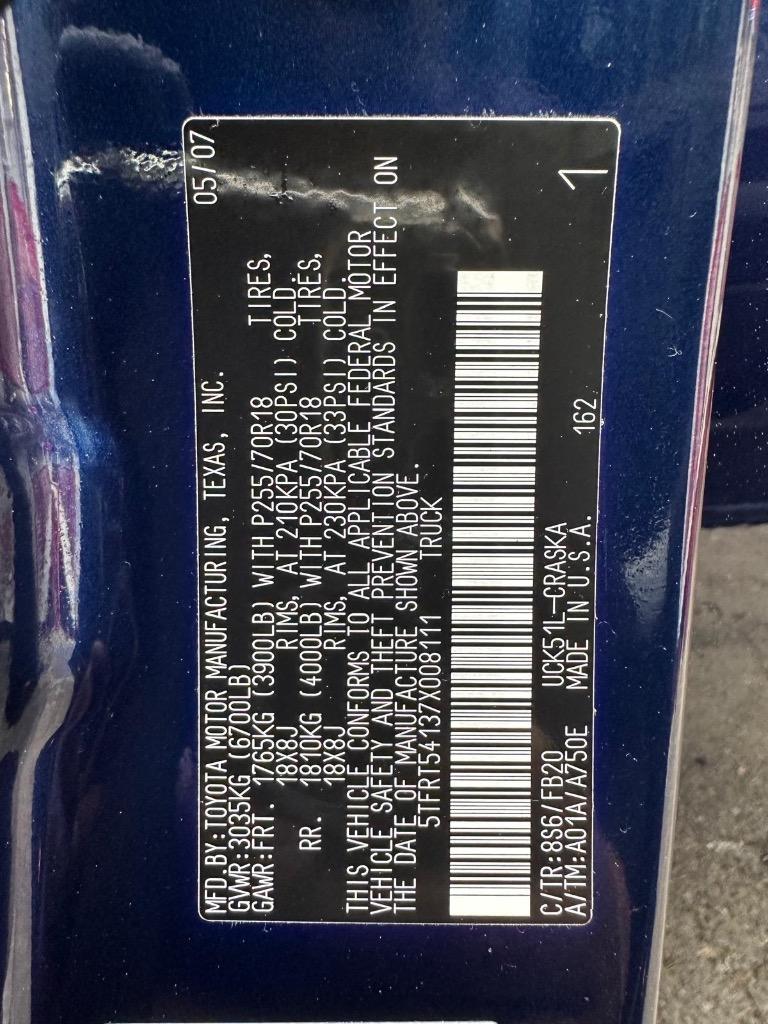 MFD.BY:TOYOTA MOTOR MANUFACTURING, TEXAS, INC. 05/07
GVWR:3035KG (6700LB)
GAWR:FRT. 1765KG (3900LB) WITH P255/70R18 TIRES,
18X8J RIMS, AT 210KPA (30PSI) COLD.
RR. 1810KG (4000LB) WITH P255/70R18 TIRES,
18X8J RIMS, AT 230KPA (33PSI) COLD.
THIS VEHICLE CONFORMS TO ALL APPLICABLE FEDERAL MOTOR
VEHICLE SAFETY AND THEFT PREVENTION STANDARDS IN EFFECT ON
THE DATE OF MANUFACTURE SHOWN ABOVE.
5TFRT54137X008111 TRUCK
C/TR:8S6/FB20 UCK51L-CRASKA
A/TM:A01A/A750E MADE IN U.S.A. 162 1